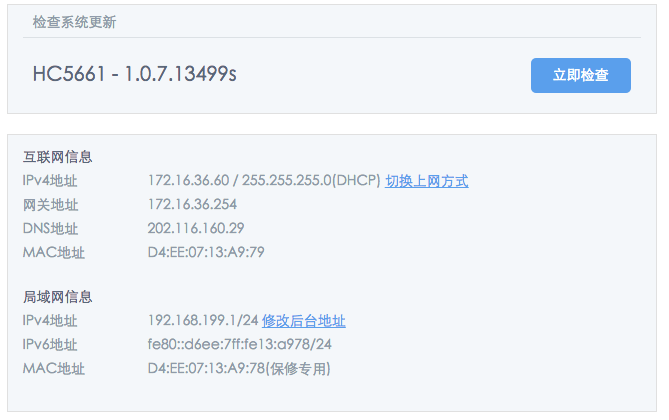 检查系统更新
HC5661 - 1.0.7.13499s
立即检查
互联网信息
IPv4地址 172.16.36.60 / 255.255.255.0(DHCP) 切换上网方式
网关地址 172.16.36.254
DNS地址 202.116.160.29
MAC地址 D4:EE:07:13:A9:79
局域网信息
IPv4地址 192.168.199.1/24 修改后台地址
IPv6地址 fe80::d6ee:7ff:fe13:a978/24
MAC地址 D4:EE:07:13:A9:78(保修专用)